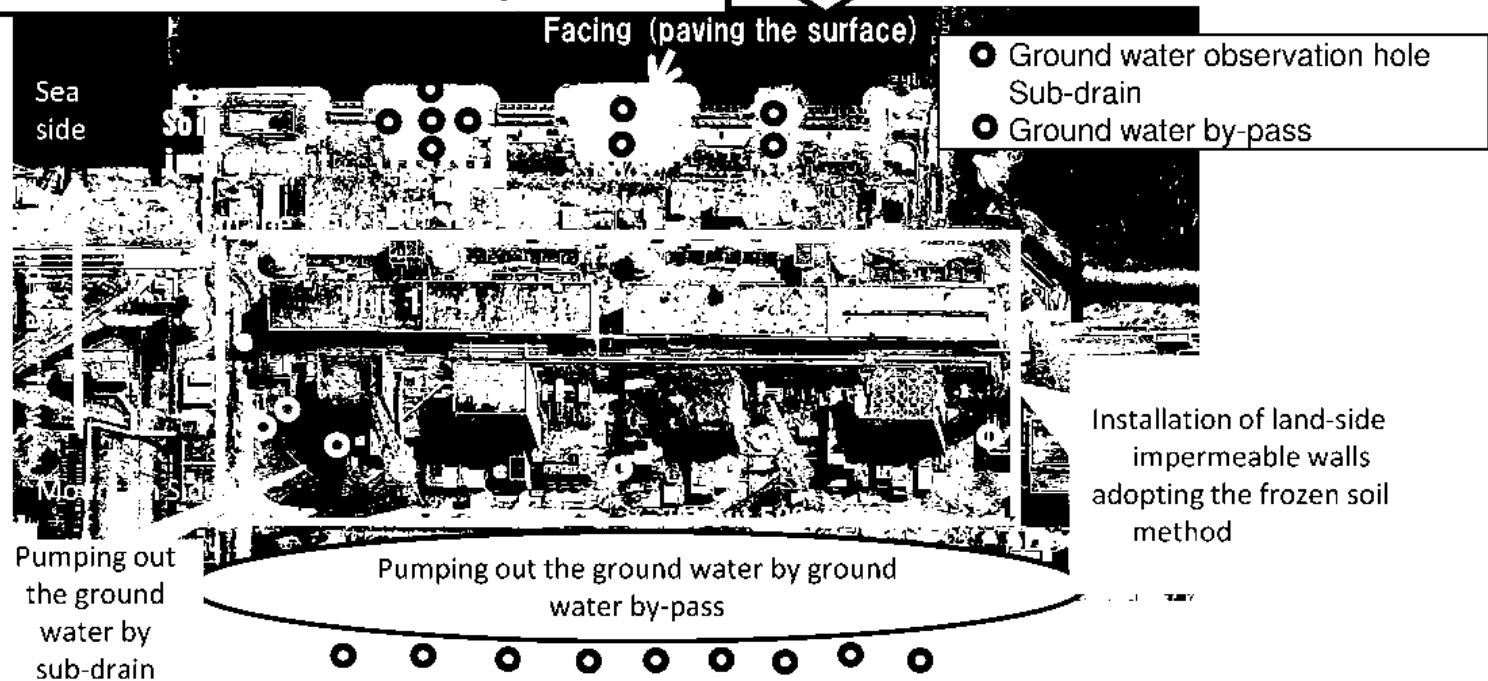 Facing (paving the surface)
Ground water observation hole
Sub-drain
Ground water by-pass
Sea
side
Soil
Unit 1
Installation of land-side
impermeable walls
adopting the frozen soil
method
Pumping out
the ground
water by
sub-drain
Pumping out the ground water by ground
water by-pass